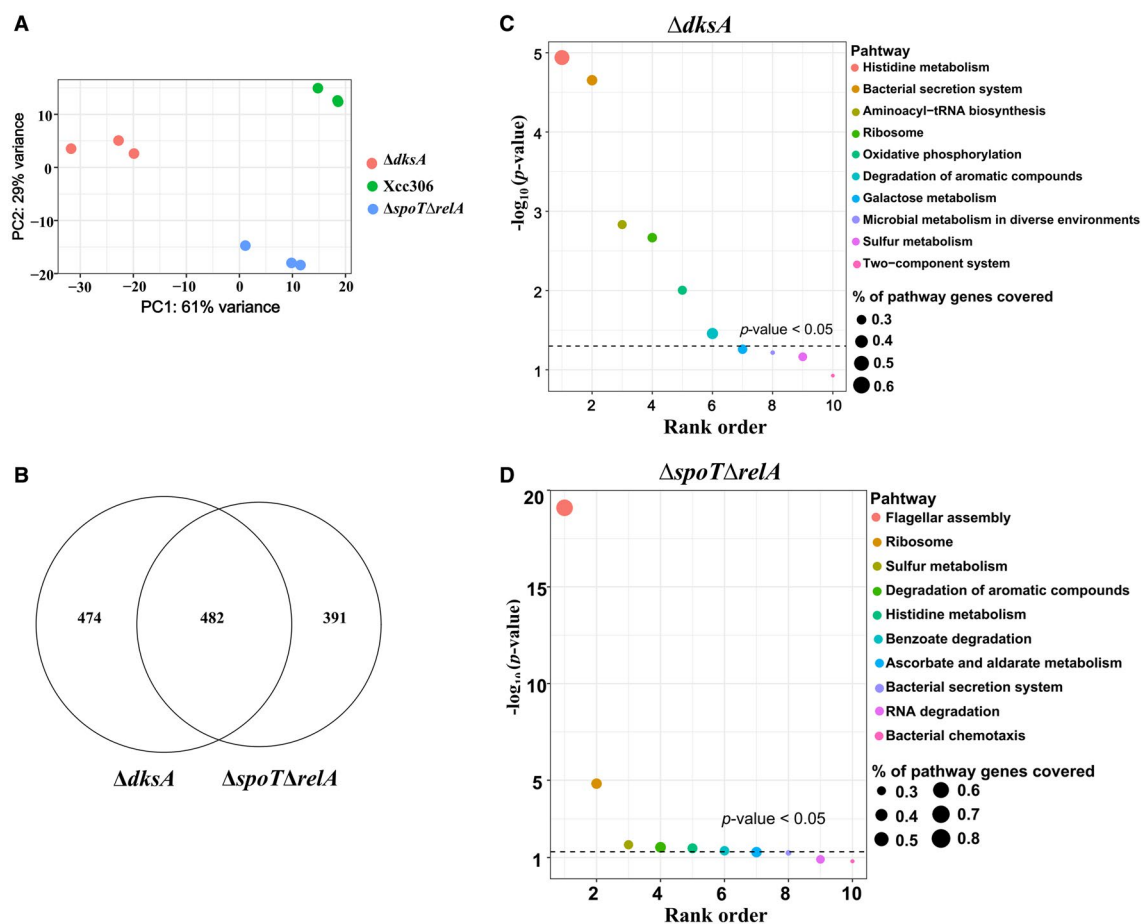 A
PC2: 29% variance
10
0
−10
−20
−30
−20
−10
0
10
20
PC1: 61% variance
ΔdksA
Xcc306
ΔspoTΔrelA
B
474
482
391
ΔdksA
ΔspoTΔrelA
C
ΔdksA
-log10(p-value)
5
4
3
2
1
p-value < 0.05
2
4
6
8
10
Rank order
Pahtway
Histidine metabolism
Bacterial secretion system
Aminoacyl−tRNA biosynthesis
Ribosome
Oxidative phosphorylation
Degradation of aromatic compounds
Galactose metabolism
Microbial metabolism in diverse environments
Sulfur metabolism
Two−component system
% of pathway genes covered
0.3
0.4
0.5
0.6
D
ΔspoTΔrelA
-log10(p-value)
20
15
10
5
1
p-value < 0.05
2
4
6
8
10
Rank order
Pahtway
Flagellar assembly
Ribosome
Sulfur metabolism
Degradation of aromatic compounds
Histidine metabolism
Benzoate degradation
Ascorbate and aldarate metabolism
Bacterial secretion system
RNA degradation
Bacterial chemotaxis
% of pathway genes covered
0.3 0.6
0.4 0.7
0.5 0.8